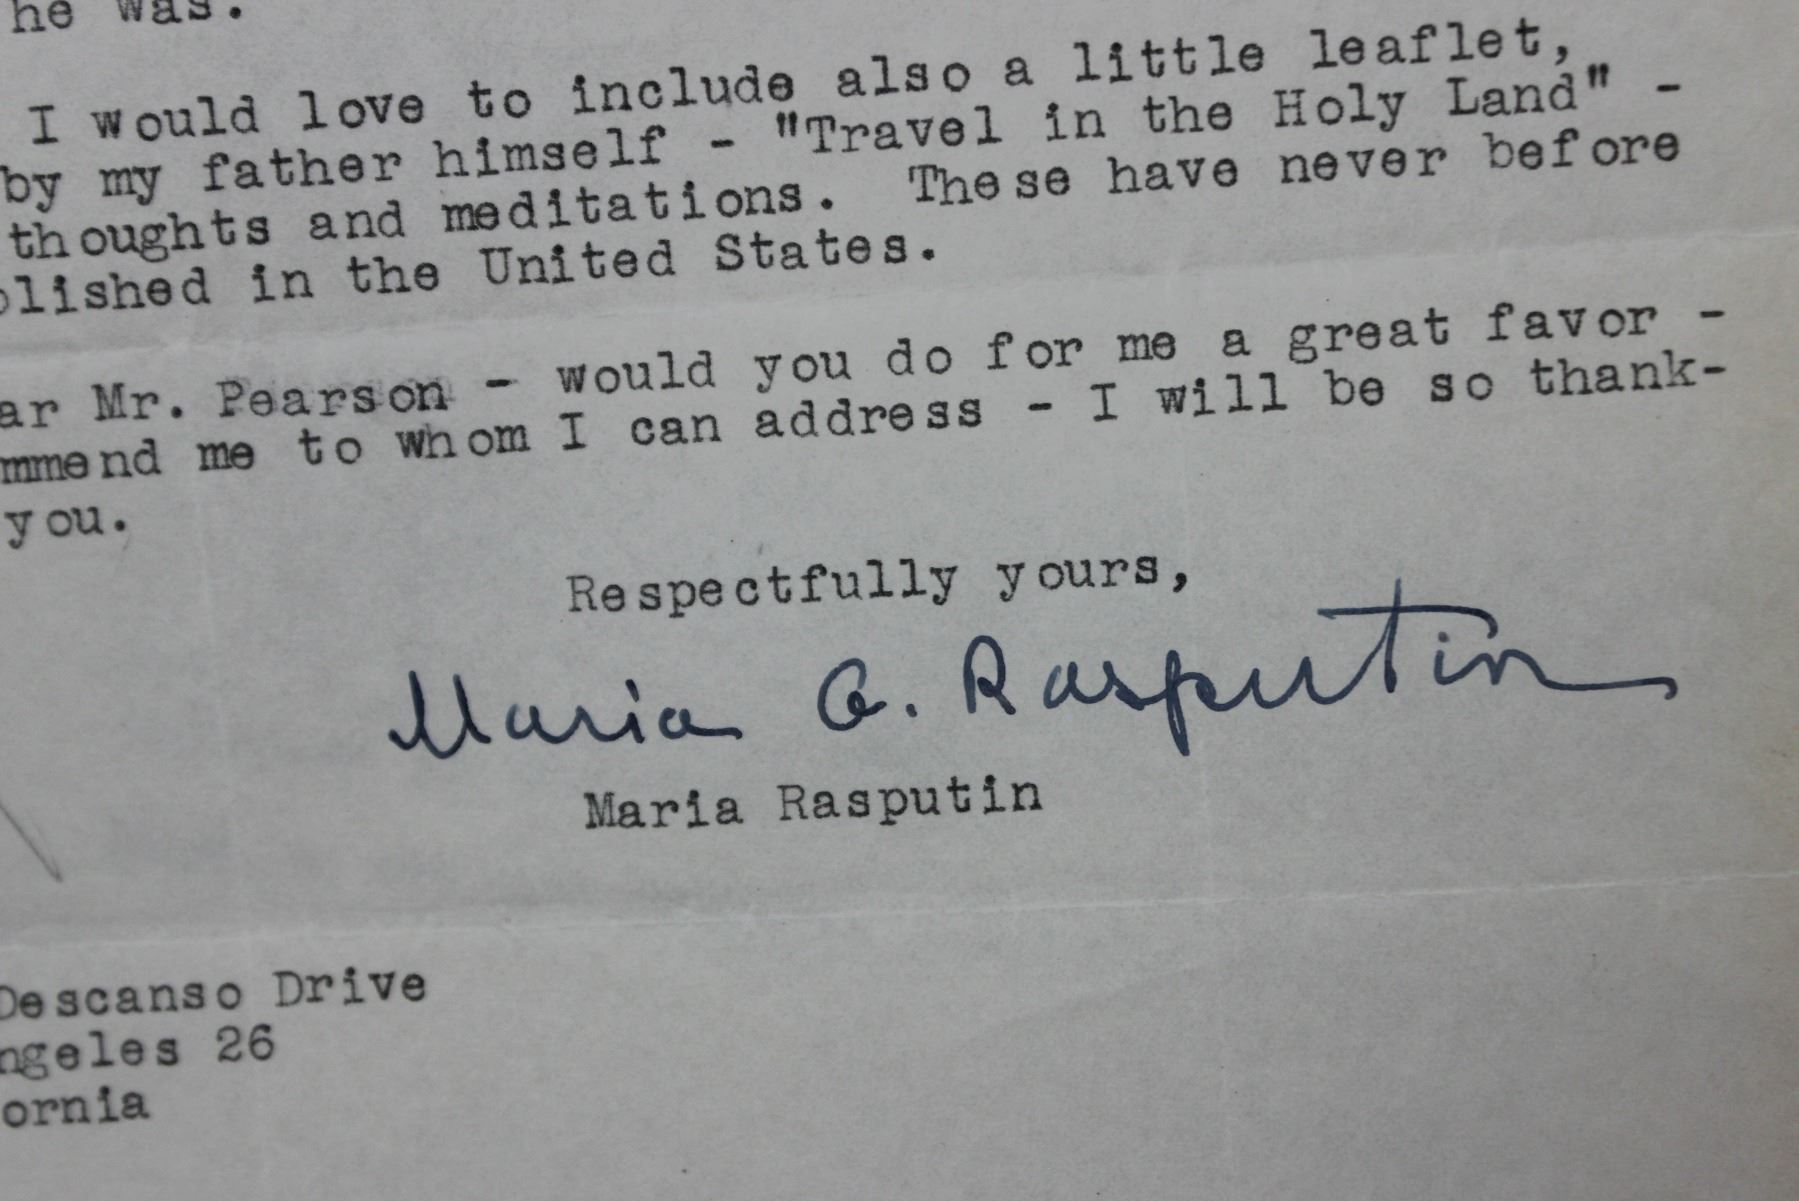 he was.
I would love to include also a little leaflet,
by my father himself - "Travel in the Holy Land" -
thoughts and meditations. These have never before
lished in the United States.
ar Mr. Pearson - would you do for me a great favor -
mmend me to whom I can address - I will be so thank-
you.
Respectfully yours,
Maria G. Rasputin
Maria Rasputin
Descanso Drive
ngeles 26
ornia